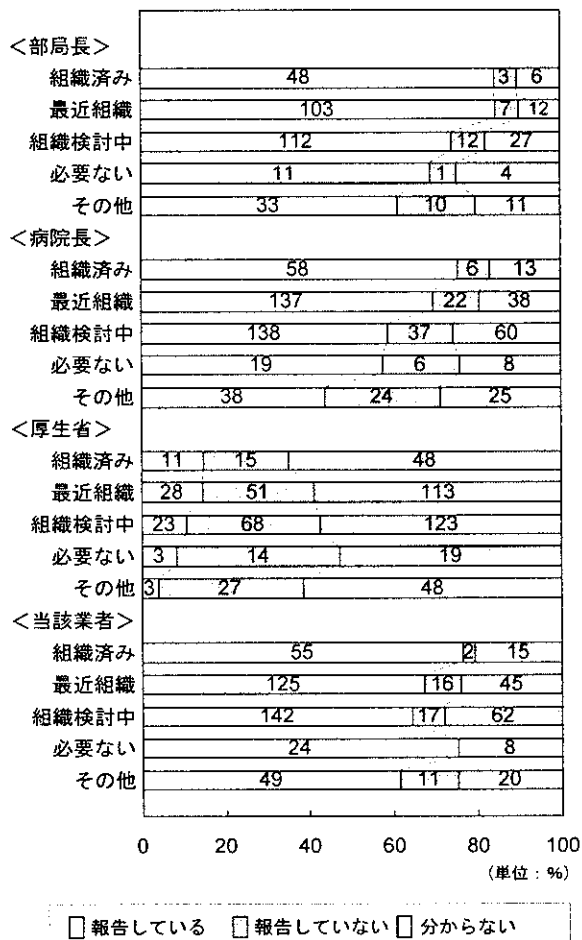 ＜部局長＞
組織済み 48 3 6
最近組織 103 7 12
組織検討中 112 12 27
必要ない 11 1 4
その他 33 10 11
＜病院長＞
組織済み 58 6 13
最近組織 137 22 38
組織検討中 138 37 60
必要ない 19 6 8
その他 38 24 25
＜厚生省＞
組織済み 11 15 48
最近組織 28 51 113
組織検討中 23 68 123
必要ない 3 14 19
その他 3 27 48
＜当該業者＞
組織済み 55 2 15
最近組織 125 16 45
組織検討中 142 17 62
必要ない 24 8
その他 49 11 20
0 20 40 60 80 100
(単位：%)
報告している 報告していない 分からない